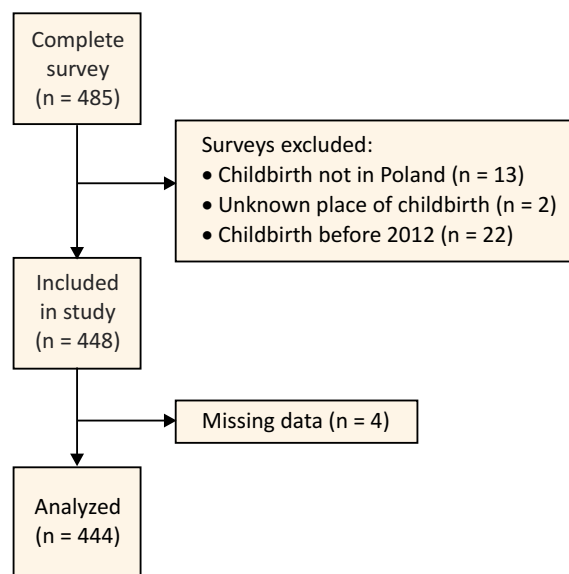 Complete
survey
(n = 485)
Surveys excluded:
• Childbirth not in Poland (n = 13)
• Unknown place of childbirth (n = 2)
• Childbirth before 2012 (n = 22)
Included
in study
(n = 448)
Missing data (n = 4)
Analyzed
(n = 444)